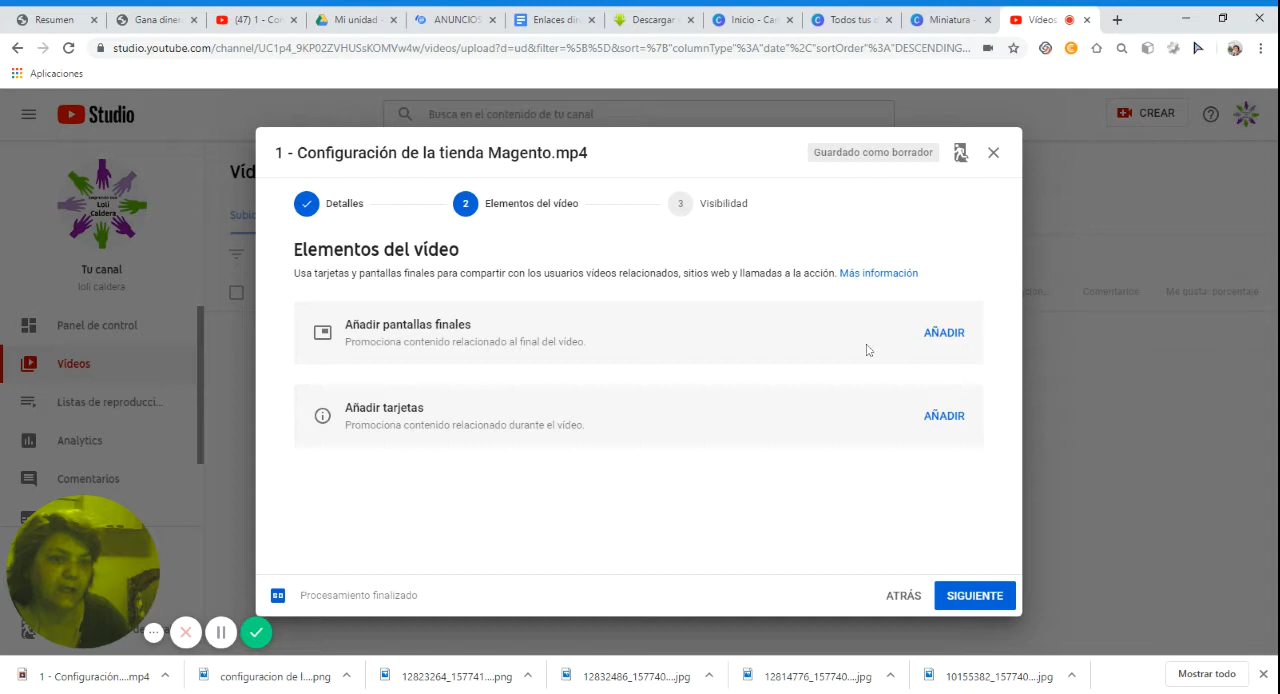 Resumen
Gana diner
(47) 1 - Con
Mi unidad -
ANUNCIOS
Enlaces dir
Descargar v
Inicio - Can
Todos tus d
Miniatura -
Vídeos
studio.youtube.com/channel/UC1p4_9KP02ZVHUSsKOMVw4w/videos/upload?d=ud&filter=%5B%5D&sort=%7B"columnType"%3A"date"%2C"sortOrder"%3A"DESCENDING...
Aplicaciones
Studio
Busca en el contenido de tu canal
CREAR
1 - Configuración de la tienda Magento.mp4
Guardado como borrador
Detalles
2
Elementos del vídeo
3
Visibilidad
Víd
Subid
Loli
Caldera
Tu canal
loli caldera
Panel de control
Vídeos
Listas de reproducci...
Analytics
Comentarios
Elementos del vídeo
Usa tarjetas y pantallas finales para compartir con los usuarios vídeos relacionados, sitios web y llamadas a la acción. Más información
Comentarios
Me gusta: porcentaje
Añadir pantallas finales
Promociona contenido relacionado al final del vídeo.
AÑADIR
Añadir tarjetas
Promociona contenido relacionado durante el vídeo.
AÑADIR
Procesamiento finalizado
ATRÁS
SIGUIENTE
1 - Configuración....mp4
configuracion de l....png
12823264_157741....png
12832486_157740....jpg
12814776_157740....jpg
10155382_157740....jpg
Mostrar todo